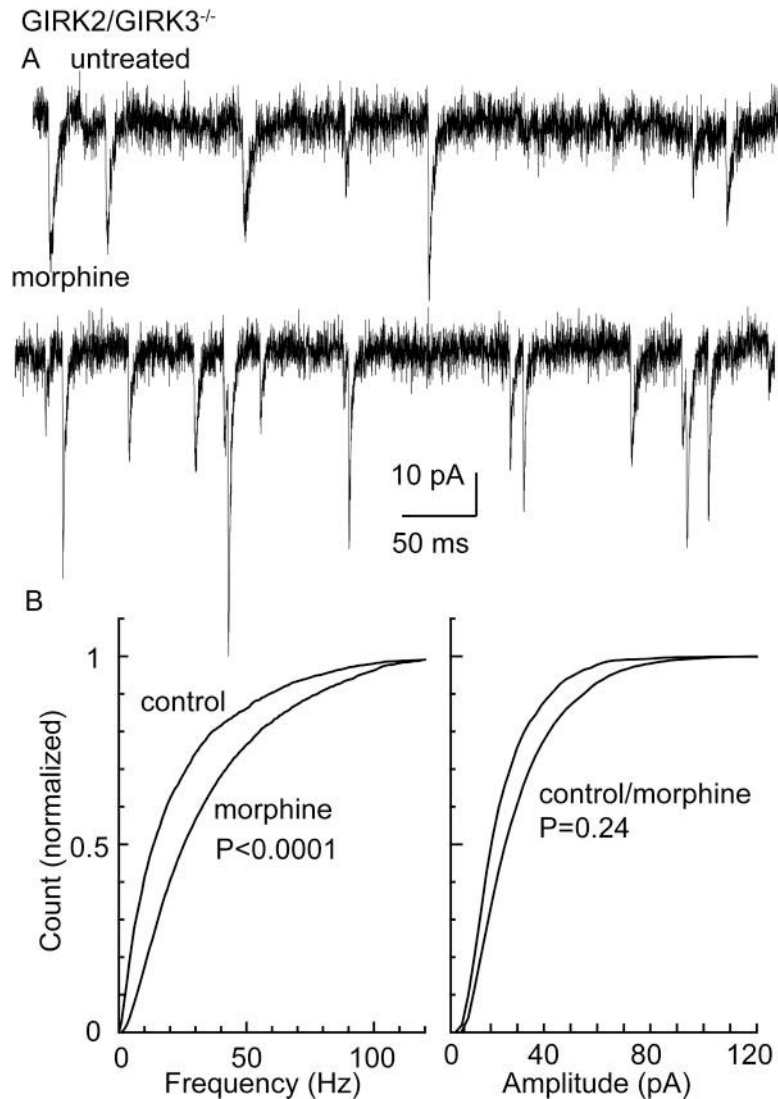 GIRK2/GIRK3-/-
A untreated
morphine
10 pA
50 ms
B
1
control
morphine
P<0.0001
control/morphine
P=0.24
0.5
Count (normalized)
0
0 50 100
Frequency (Hz)
0 40 80 120
Amplitude (pA)